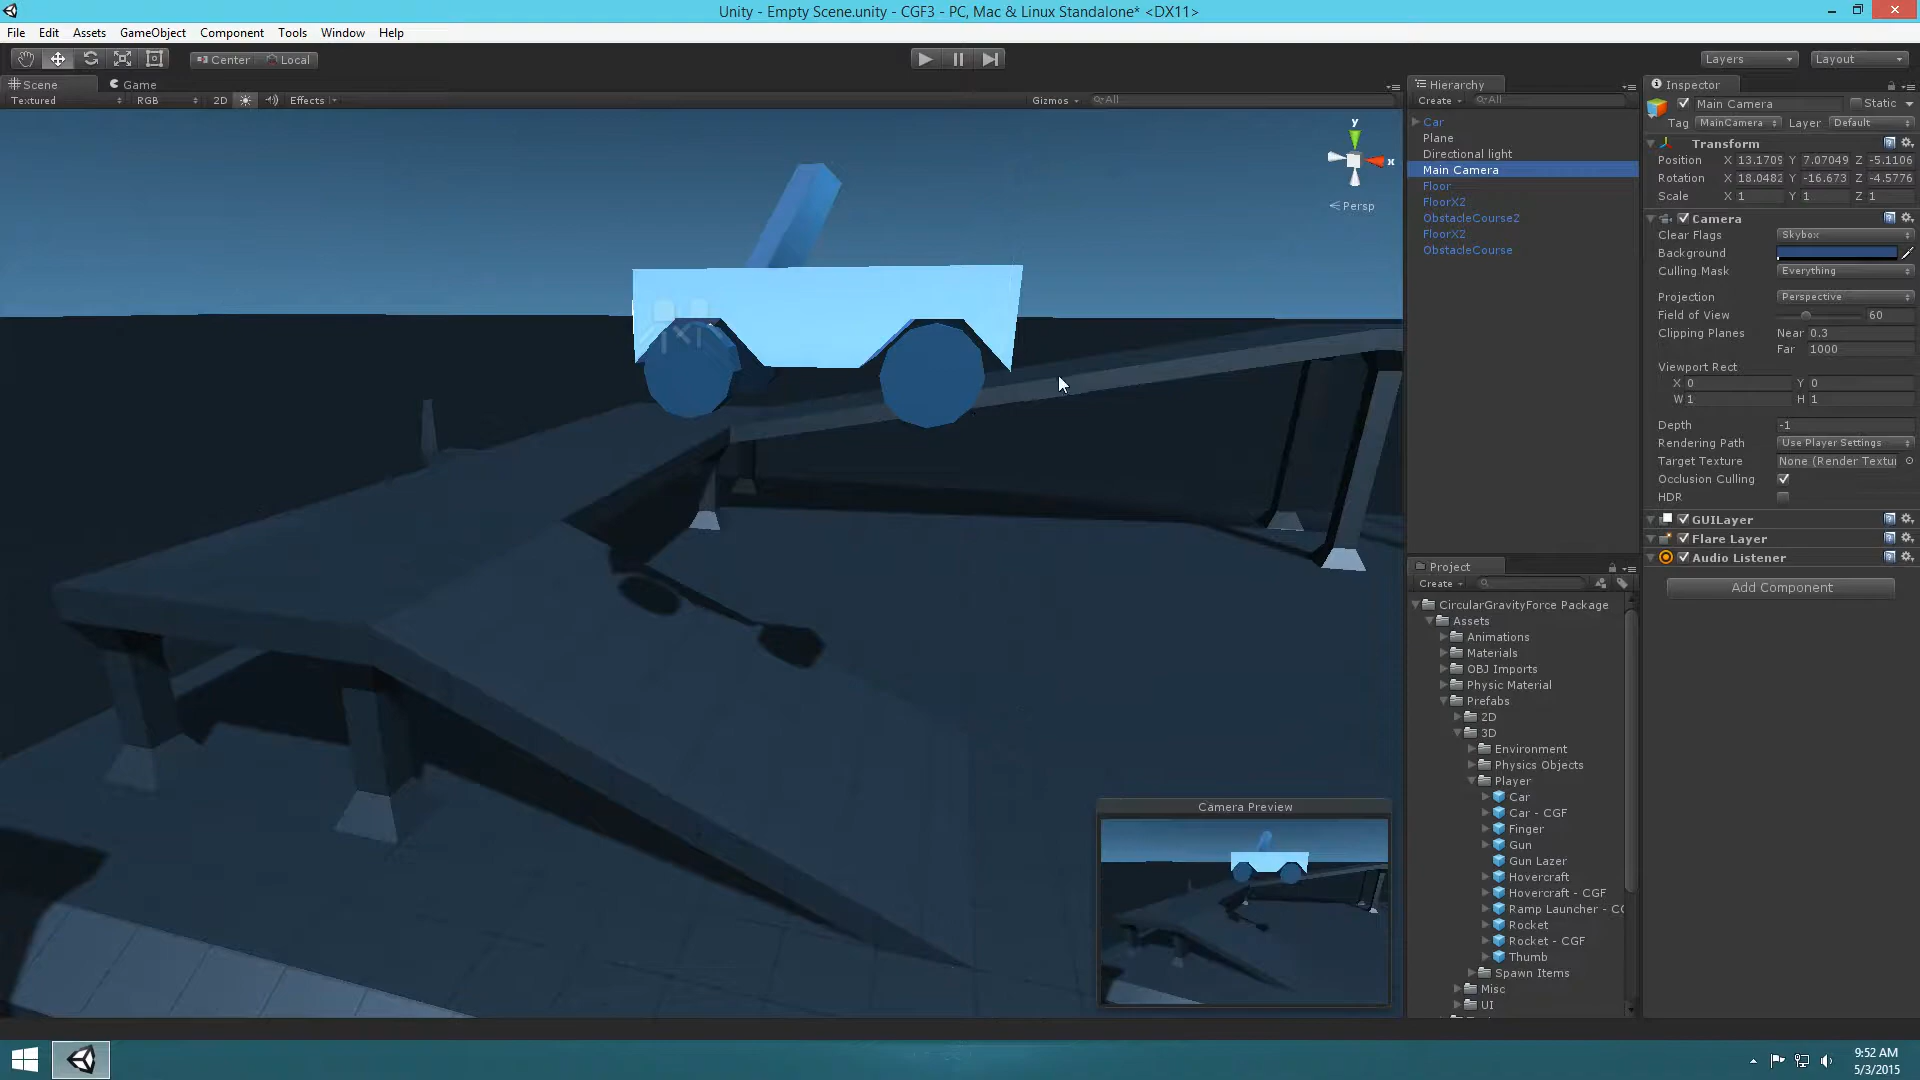 Unity - Empty Scene.unity - CGF3 - PC, Mac & Linux Standalone* <DX11>
File Edit Assets GameObject Component Tools Window Help
Center Local
Layers Layout
Scene Game
Textured RGB 2D Effects Gizmos All
y
x
Persp
Camera Preview
Hierarchy
Create All
Car
Plane
Directional light
Main Camera
Floor
FloorX2
ObstacleCourse2
FloorX2
ObstacleCourse
Project
Create
CircularGravityForce Package
Assets
Animations
Materials
OBJ Imports
Physic Material
Prefabs
2D
3D
Environment
Physics Objects
Player
Car
Car - CGF
Finger
Gun
Gun Lazer
Hovercraft
Hovercraft - CGF
Ramp Launcher - CG
Rocket
Rocket - CGF
Thumb
Spawn Items
Misc
UI
Inspector
Main Camera Static
Tag MainCamera Layer Default
Transform
Position X 13.1709 Y 7.07049 Z -5.1106
Rotation X 18.0482 Y -16.673 Z -4.5776
Scale X 1 Y 1 Z 1
Camera
Clear Flags Skybox
Background
Culling Mask Everything
Projection Perspective
Field of View 60
Clipping Planes Near 0.3
Far 1000
Viewport Rect
X 0 Y 0
W 1 H 1
Depth -1
Rendering Path Use Player Settings
Target Texture None (Render Textu
Occlusion Culling
HDR
GUILayer
Flare Layer
Audio Listener
Add Component
9:52 AM
5/3/2015